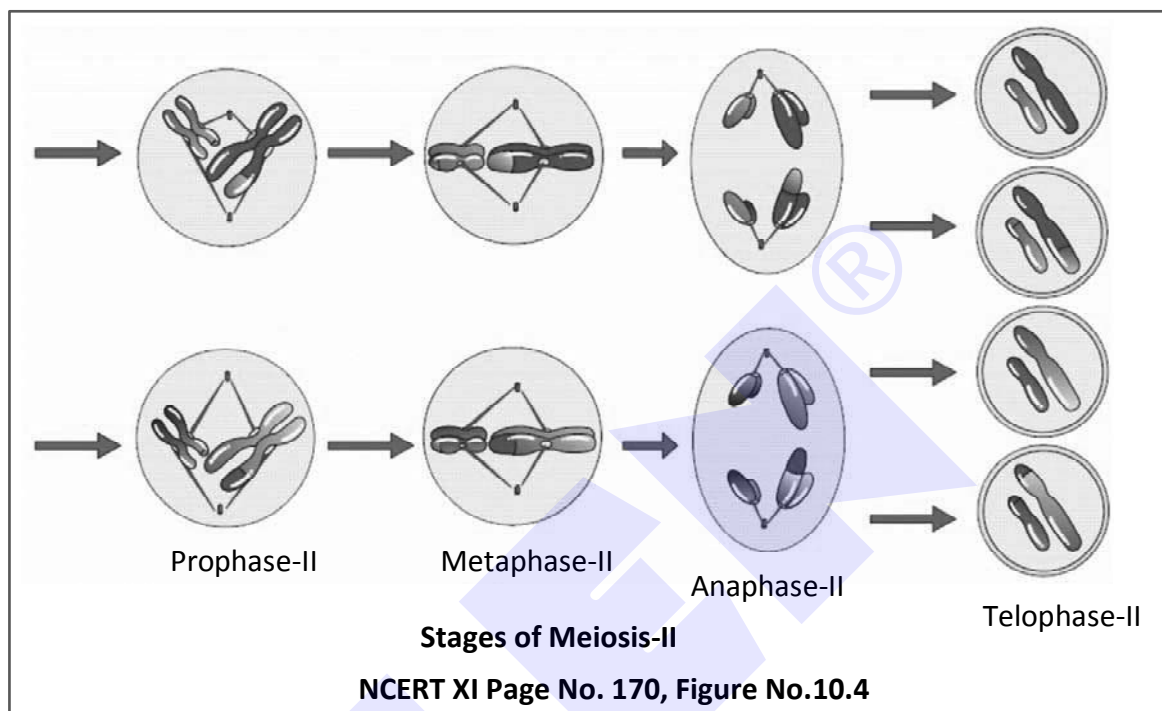 Prophase-II
Metaphase-II
Anaphase-II
Telophase-II
Stages of Meiosis-II
NCERT XI Page No. 170, Figure No.10.4
®